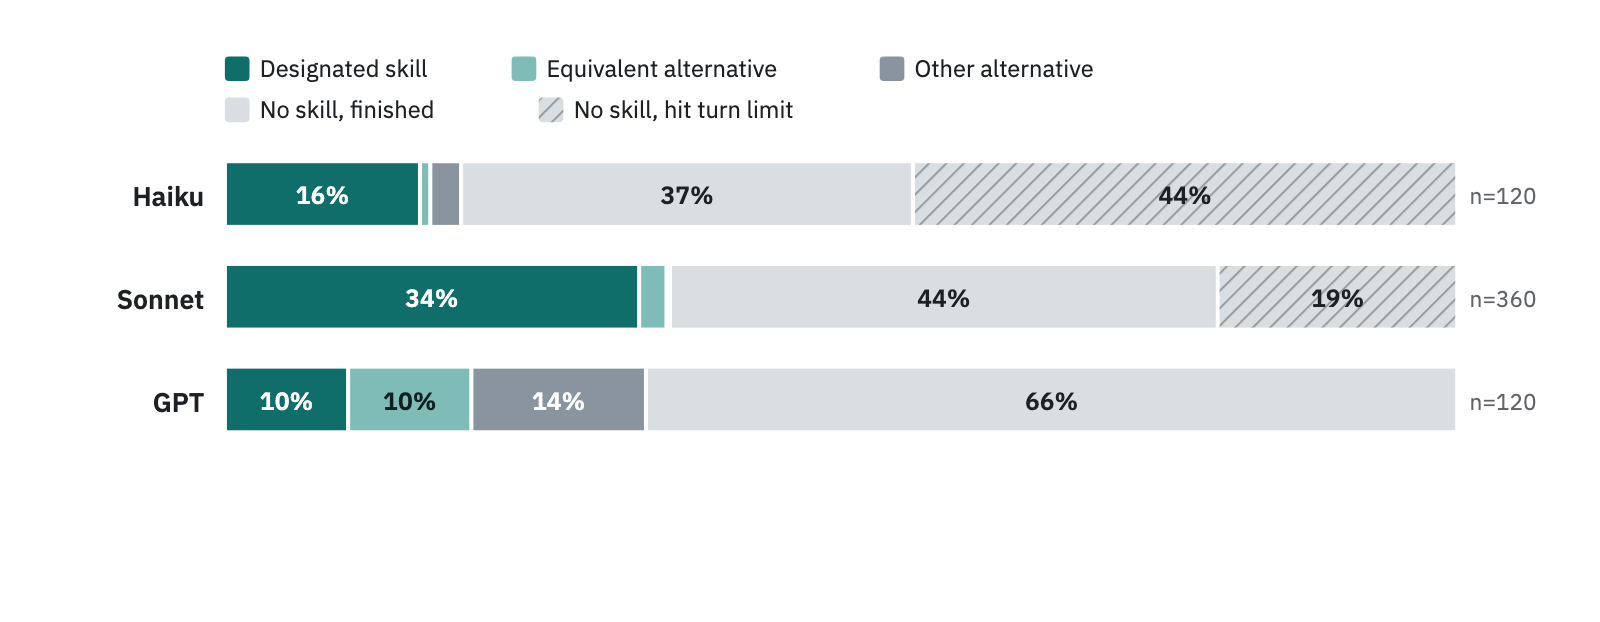 Designated skill Equivalent alternative Other alternative
No skill, finished No skill, hit turn limit
Haiku 16% 37% 44% n=120
Sonnet 34% 44% 19% n=360
GPT 10% 10% 14% 66% n=120